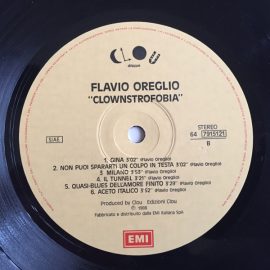 CLO
dischi
FLAVIO OREGLIO
"CLOWNSTROFOBIA"
S.I.A.E.
STEREO
64 7915121
B
1. GINA 3'02" (Flavio Oreglio)
2. NON PUOI SPARARTI UN COLPO IN TESTA 3'02" (Flavio Oreglio)
3. MILANO 3'53" (Flavio Oreglio)
4. IL TUNNEL 3'25" (Flavio Oreglio)
5. QUASI-BLUES DELL'AMORE FINITO 3'29" (Flavio Oreglio)
6. ACETO ITALICO 3'52" (Flavio Oreglio)
Produced by Clou Edizioni Clou
℗ 1988
Fabbricato e distribuito dalla EMI Italiana SpA
EMI